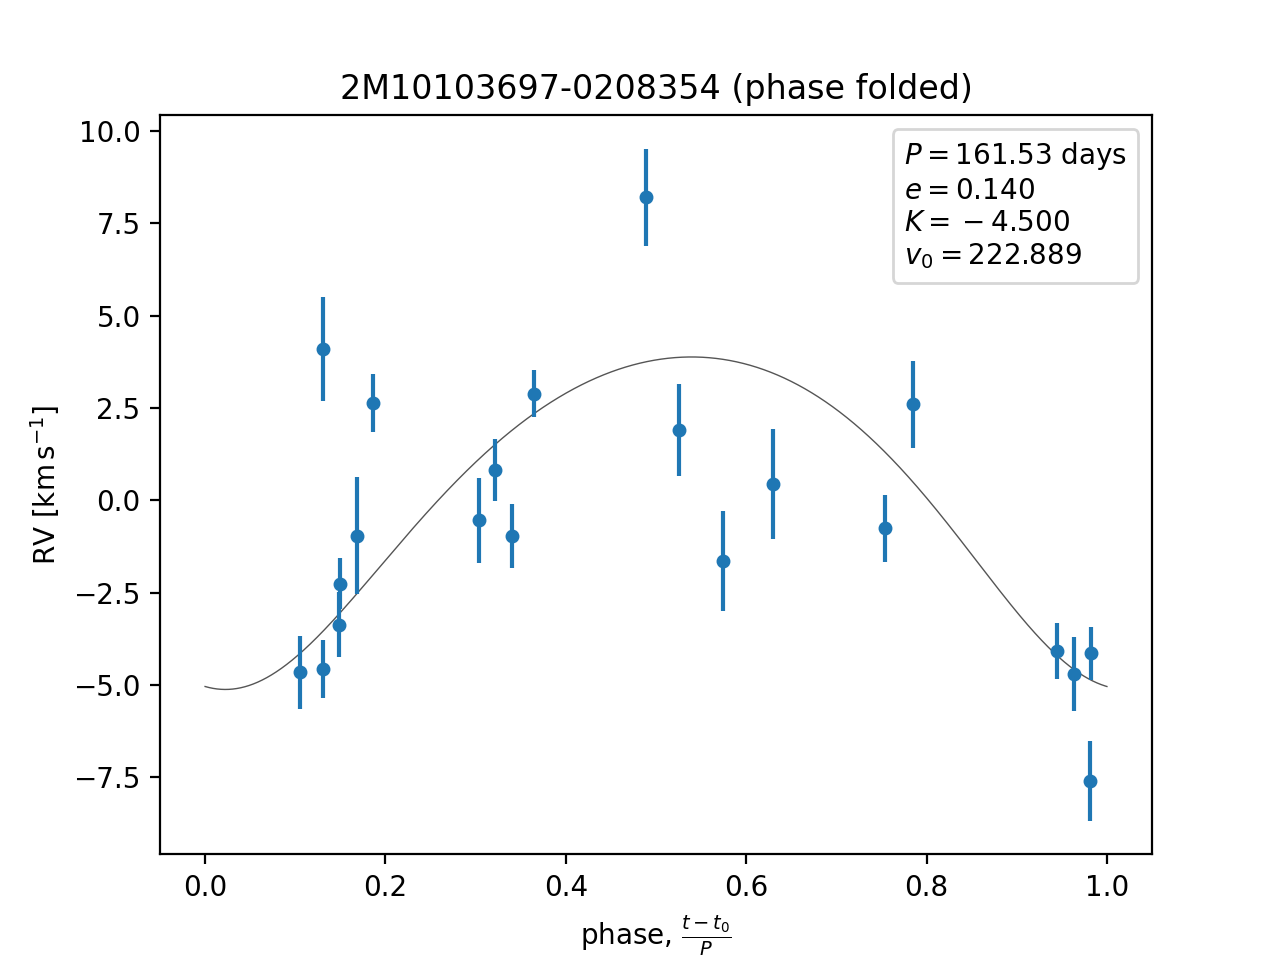 2M10103697-0208354 (phase folded)
P = 161.53 days
e = 0.140
K = −4.500
v₀ = 222.889
RV [km s⁻¹]
10.0
7.5
5.0
2.5
0.0
−2.5
−5.0
−7.5
0.0 0.2 0.4 0.6 0.8 1.0
phase, (t − t₀)/P